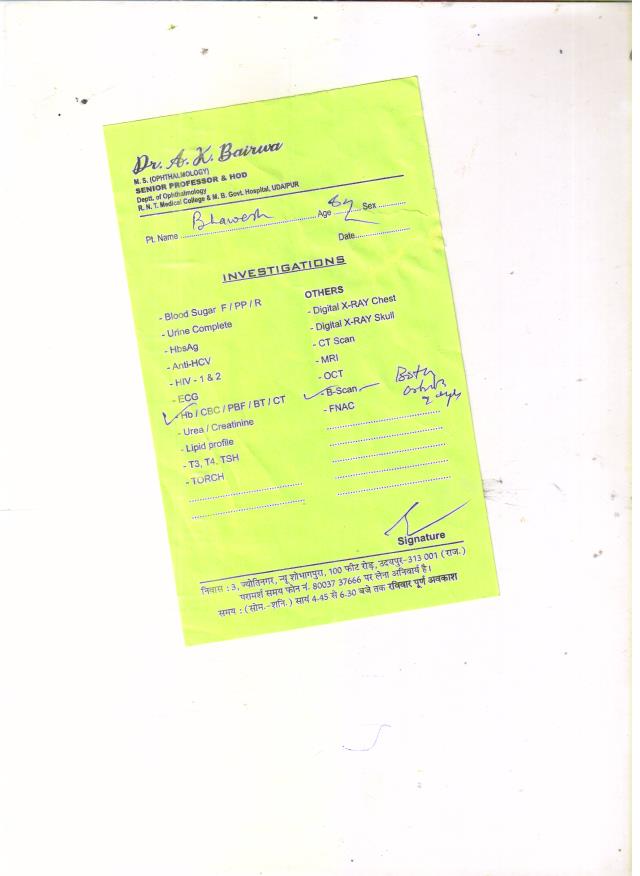 Dr. A. K. Bairwa
M. S. (OPHTHALMOLOGY)
SENIOR PROFESSOR & HOD
Deptt. of Ophthalmology
R. N. T. Medical College & M. B. Govt. Hospital, UDAIPUR
Pt. Name Bhawesh Age 8y Sex
Date
INVESTIGATIONS
- Blood Sugar F / PP / R
- Urine Complete
- HbsAg
- Anti-HCV
- HIV - 1 & 2
- ECG
- Hb / CBC / PBF / BT / CT
- Urea / Creatinine
- Lipid profile
- T3, T4, TSH
- TORCH
OTHERS
- Digital X-RAY Chest
- Digital X-RAY Skull
- CT Scan
- MRI
- OCT
- B-Scan
- FNAC
Signature
निवास : 3, ज्योतिनगर, न्यू शोभागपुरा, 100 फीट रोड़, उदयपुर-313 001 (राज.)
परामर्श समय फोन नं. 80037 37666 पर लेना अनिवार्य है।
समय : (सोम.-शनि.) सायं 4-45 से 6-30 बजे तक रविवार पूर्ण अवकाश